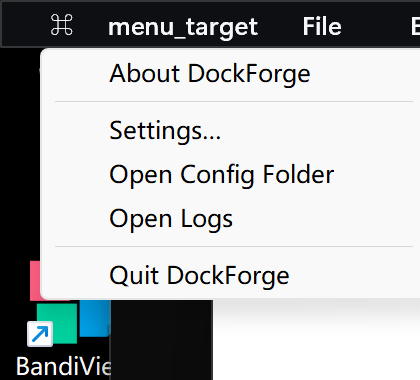 ⌘ menu_target File
About DockForge
Settings...
Open Config Folder
Open Logs
Quit DockForge
BandiVie